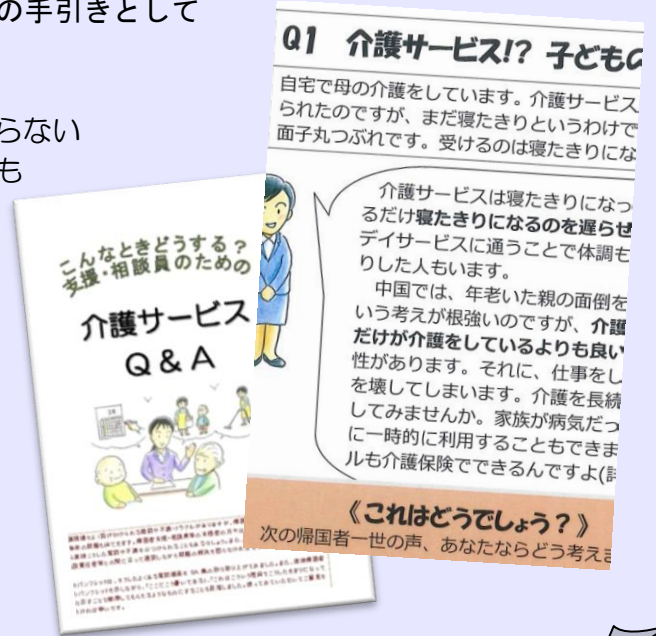 の手引きとして
らない
も
Q1 介護サービス!? 子どもの
自宅で母の介護をしています。介護サービス
られたのですが、まだ寝たきりというわけで
面子丸つぶれです。受けるのは寝たきりにな
介護サービスは寝たきりになっ
るだけ寝たきりになるのを遅らせ
デイサービスに通うことで体調も
りした人もいます。
中国では、年老いた親の面倒を
いう考えが根強いのですが、介護
だけが介護をしているよりも良い
性があります。それに、仕事をし
を壊してしまいます。介護を長続
してみませんか。家族が病気だっ
に一時的に利用することもできま
ルも介護保険でできるんですよ(
《これはどうでしょう?》
次の帰国者一世の声、あなたならどう考えま
こんなときどうする?
支援・相談員のための
介護サービス
Q & A